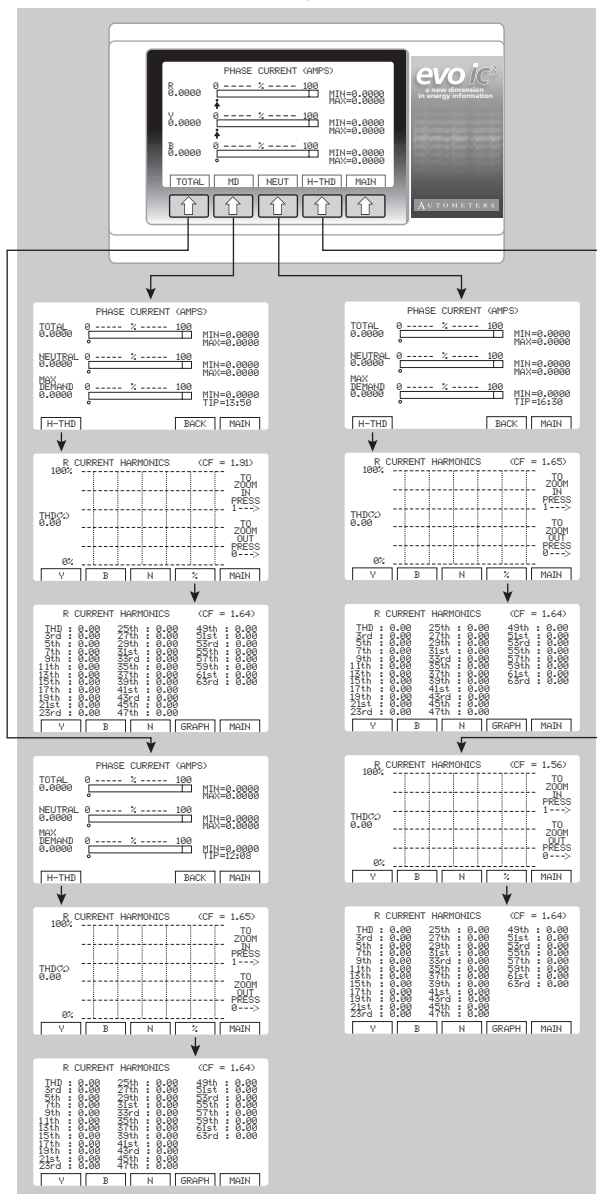 PHASE CURRENT (AMPS)
R 0 ----- % ----- 100
0.0000 MIN=0.0000
MAX=0.0000
Y 0 ----- % ----- 100
0.0000 MIN=0.0000
MAX=0.0000
B 0 ----- % ----- 100
0.0000 MIN=0.0000
MAX=0.0000
TOTAL MD NEUT H-THD MAIN
evo ic3
a new dimension
in energy information
AUTOMETERS
PHASE CURRENT (AMPS)
TOTAL 0 ----- % ----- 100
0.0000 MIN=0.0000
MAX=0.0000
NEUTRAL 0 ----- % ----- 100
0.0000 MIN=0.0000
MAX=0.0000
MAX
DEMAND 0 ----- % ----- 100
0.0000 MIN=0.0000
TIP=13:50
H-THD BACK MAIN
R CURRENT HARMONICS (CF = 1.91)
100%
TO
ZOOM
IN
PRESS
1--->
THD(%)
0.00
TO
ZOOM
OUT
PRESS
0--->
0%
Y B N % MAIN
R CURRENT HARMONICS (CF = 1.64)
THD : 0.00 25th : 0.00 49th : 0.00
3rd : 0.00 27th : 0.00 51st : 0.00
5th : 0.00 29th : 0.00 53rd : 0.00
7th : 0.00 31st : 0.00 55th : 0.00
9th : 0.00 33rd : 0.00 57th : 0.00
11th : 0.00 35th : 0.00 59th : 0.00
13th : 0.00 37th : 0.00 61st : 0.00
15th : 0.00 39th : 0.00 63rd : 0.00
17th : 0.00 41st : 0.00
19th : 0.00 43rd : 0.00
21st : 0.00 45th : 0.00
23rd : 0.00 47th : 0.00
Y B N GRAPH MAIN
PHASE CURRENT (AMPS)
TOTAL 0 ----- % ----- 100
0.0000 MIN=0.0000
MAX=0.0000
NEUTRAL 0 ----- % ----- 100
0.0000 MIN=0.0000
MAX=0.0000
MAX
DEMAND 0 ----- % ----- 100
0.0000 MIN=0.0000
TIP=12:08
H-THD BACK MAIN
R CURRENT HARMONICS (CF = 1.65)
100%
TO
ZOOM
IN
PRESS
1--->
THD(%)
0.00
TO
ZOOM
OUT
PRESS
0--->
0%
Y B N % MAIN
R CURRENT HARMONICS (CF = 1.64)
THD : 0.00 25th : 0.00 49th : 0.00
3rd : 0.00 27th : 0.00 51st : 0.00
5th : 0.00 29th : 0.00 53rd : 0.00
7th : 0.00 31st : 0.00 55th : 0.00
9th : 0.00 33rd : 0.00 57th : 0.00
11th : 0.00 35th : 0.00 59th : 0.00
13th : 0.00 37th : 0.00 61st : 0.00
15th : 0.00 39th : 0.00 63rd : 0.00
17th : 0.00 41st : 0.00
19th : 0.00 43rd : 0.00
21st : 0.00 45th : 0.00
23rd : 0.00 47th : 0.00
Y B N GRAPH MAIN
PHASE CURRENT (AMPS)
TOTAL 0 ----- % ----- 100
0.0000 MIN=0.0000
MAX=0.0000
NEUTRAL 0 ----- % ----- 100
0.0000 MIN=0.0000
MAX=0.0000
MAX
DEMAND 0 ----- % ----- 100
0.0000 MIN=0.0000
TIP=16:30
H-THD BACK MAIN
R CURRENT HARMONICS (CF = 1.65)
100%
TO
ZOOM
IN
PRESS
1--->
THD(%)
0.00
TO
ZOOM
OUT
PRESS
0--->
0%
Y B N % MAIN
R CURRENT HARMONICS (CF = 1.64)
THD : 0.00 25th : 0.00 49th : 0.00
3rd : 0.00 27th : 0.00 51st : 0.00
5th : 0.00 29th : 0.00 53rd : 0.00
7th : 0.00 31st : 0.00 55th : 0.00
9th : 0.00 33rd : 0.00 57th : 0.00
11th : 0.00 35th : 0.00 59th : 0.00
13th : 0.00 37th : 0.00 61st : 0.00
15th : 0.00 39th : 0.00 63rd : 0.00
17th : 0.00 41st : 0.00
19th : 0.00 43rd : 0.00
21st : 0.00 45th : 0.00
23rd : 0.00 47th : 0.00
Y B N GRAPH MAIN
R CURRENT HARMONICS (CF = 1.56)
100%
TO
ZOOM
IN
PRESS
1--->
THD(%)
0.00
TO
ZOOM
OUT
PRESS
0--->
0%
Y B N % MAIN
R CURRENT HARMONICS (CF = 1.64)
THD : 0.00 25th : 0.00 49th : 0.00
3rd : 0.00 27th : 0.00 51st : 0.00
5th : 0.00 29th : 0.00 53rd : 0.00
7th : 0.00 31st : 0.00 55th : 0.00
9th : 0.00 33rd : 0.00 57th : 0.00
11th : 0.00 35th : 0.00 59th : 0.00
13th : 0.00 37th : 0.00 61st : 0.00
15th : 0.00 39th : 0.00 63rd : 0.00
17th : 0.00 41st : 0.00
19th : 0.00 43rd : 0.00
21st : 0.00 45th : 0.00
23rd : 0.00 47th : 0.00
Y B N GRAPH MAIN